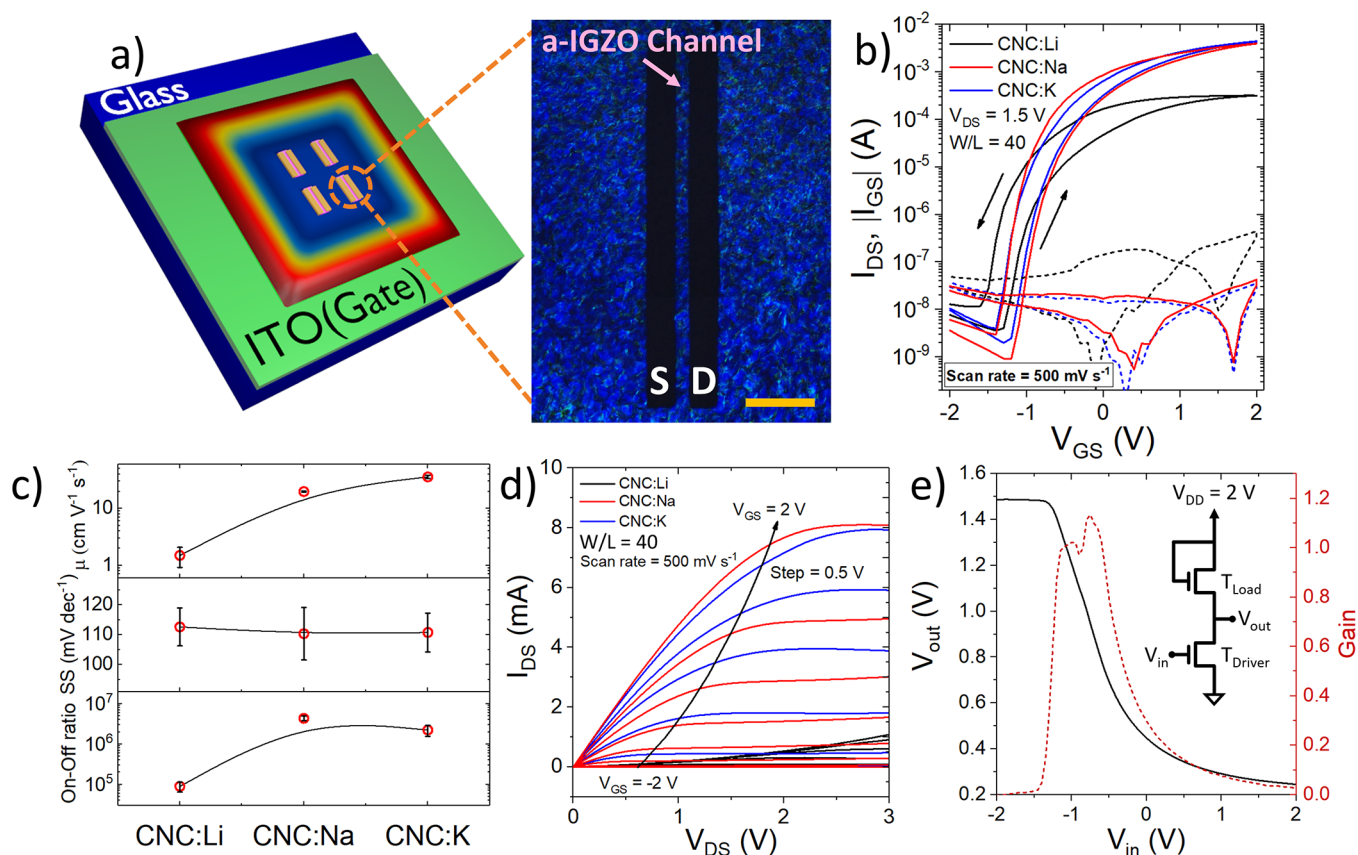 a)
Glass
ITO(Gate)
a-IGZO Channel
S D
b)
I_DS, |I_GS| (A)
10⁻²
10⁻³
10⁻⁴
10⁻⁵
10⁻⁶
10⁻⁷
10⁻⁸
10⁻⁹
CNC:Li
CNC:Na
CNC:K
V_DS = 1.5 V
W/L = 40
Scan rate = 500 mV s⁻¹
-2 -1 0 1 2
V_GS (V)
c)
μ (cm V⁻¹ s⁻¹)
10
1
SS (mV dec⁻¹)
120
110
100
On-Off ratio
10⁷
10⁶
10⁵
CNC:Li CNC:Na CNC:K
d)
I_DS (mA)
10
8
6
4
2
0
CNC:Li
CNC:Na
CNC:K
W/L = 40
Scan rate = 500 mV s⁻¹
V_GS = 2 V
Step = 0.5 V
V_GS = -2 V
0 1 2 3
V_DS (V)
e)
V_out (V)
1.6
1.4
1.2
1.0
0.8
0.6
0.4
0.2
V_DD = 2 V
T_Load
V_out
V_in
T_Driver
Gain
1.2
1.0
0.8
0.6
0.4
0.2
0.0
-2 -1 0 1 2
V_in (V)